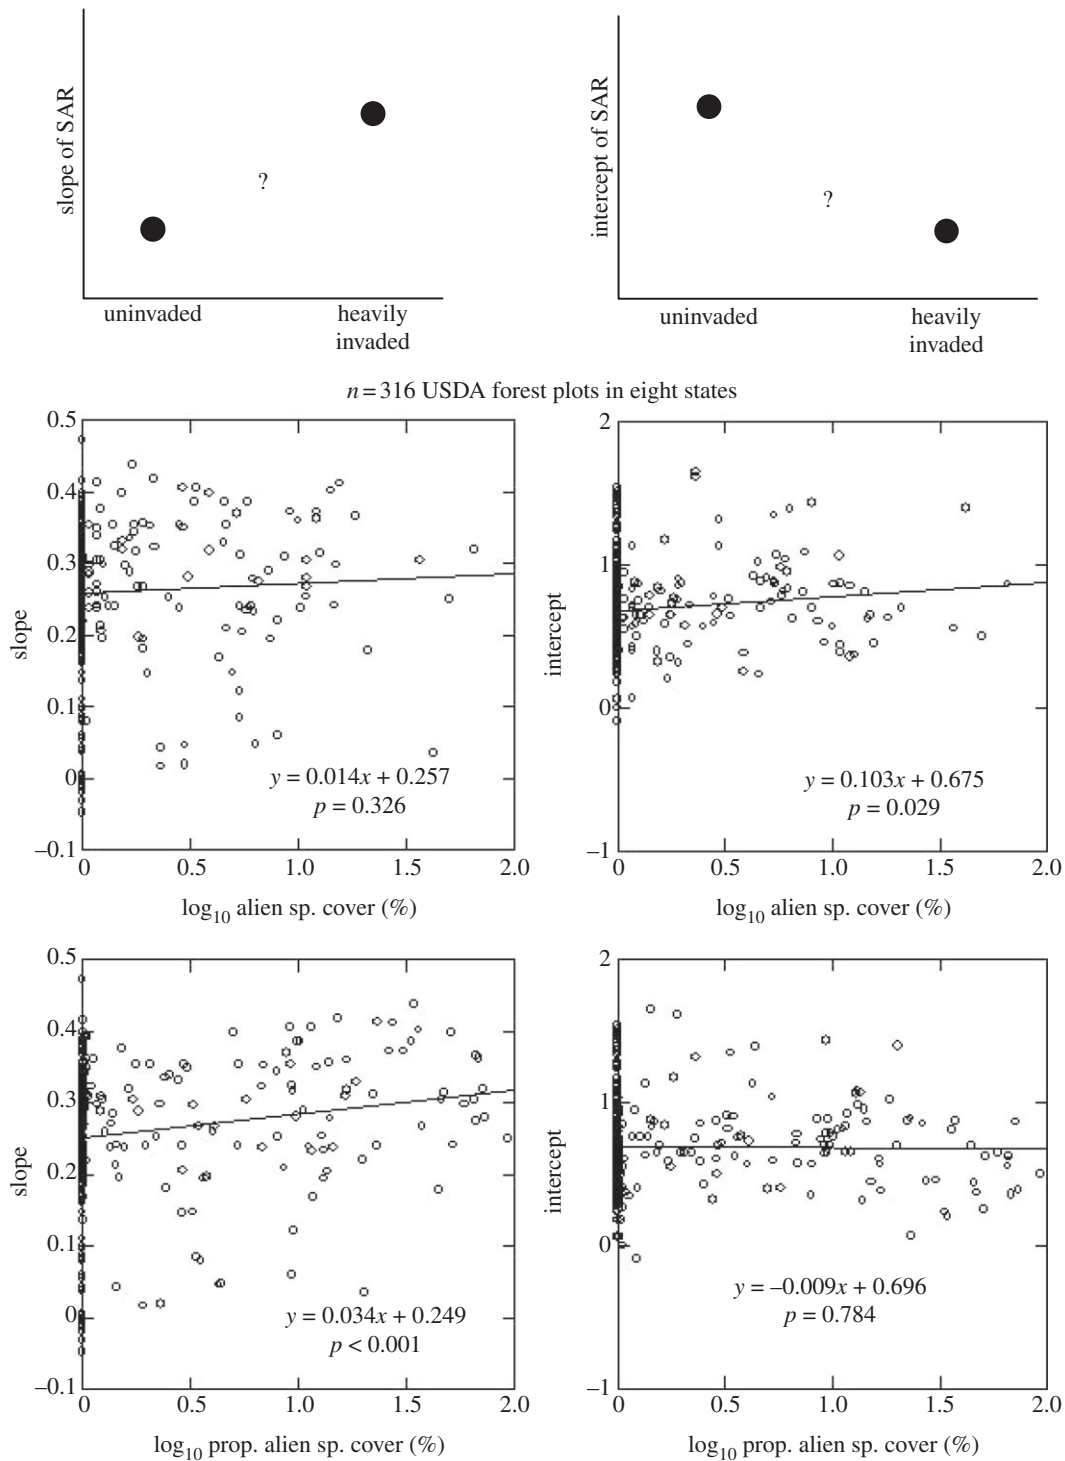 slope of SAR
?
uninvaded
heavily
invaded
intercept of SAR
?
uninvaded
heavily
invaded
n = 316 USDA forest plots in eight states
0.5
0.4
0.3
0.2
0.1
0
–0.1
slope
y = 0.014x + 0.257
p = 0.326
0 0.5 1.0 1.5 2.0
log10 alien sp. cover (%)
2
1
0
–1
intercept
y = 0.103x + 0.675
p = 0.029
0 0.5 1.0 1.5 2.0
log10 alien sp. cover (%)
0.5
0.4
0.3
0.2
0.1
0
–0.1
slope
y = 0.034x + 0.249
p < 0.001
0 0.5 1.0 1.5 2.0
log10 prop. alien sp. cover (%)
2
1
0
–1
intercept
y = –0.009x + 0.696
p = 0.784
0 0.5 1.0 1.5 2.0
log10 prop. alien sp. cover (%)